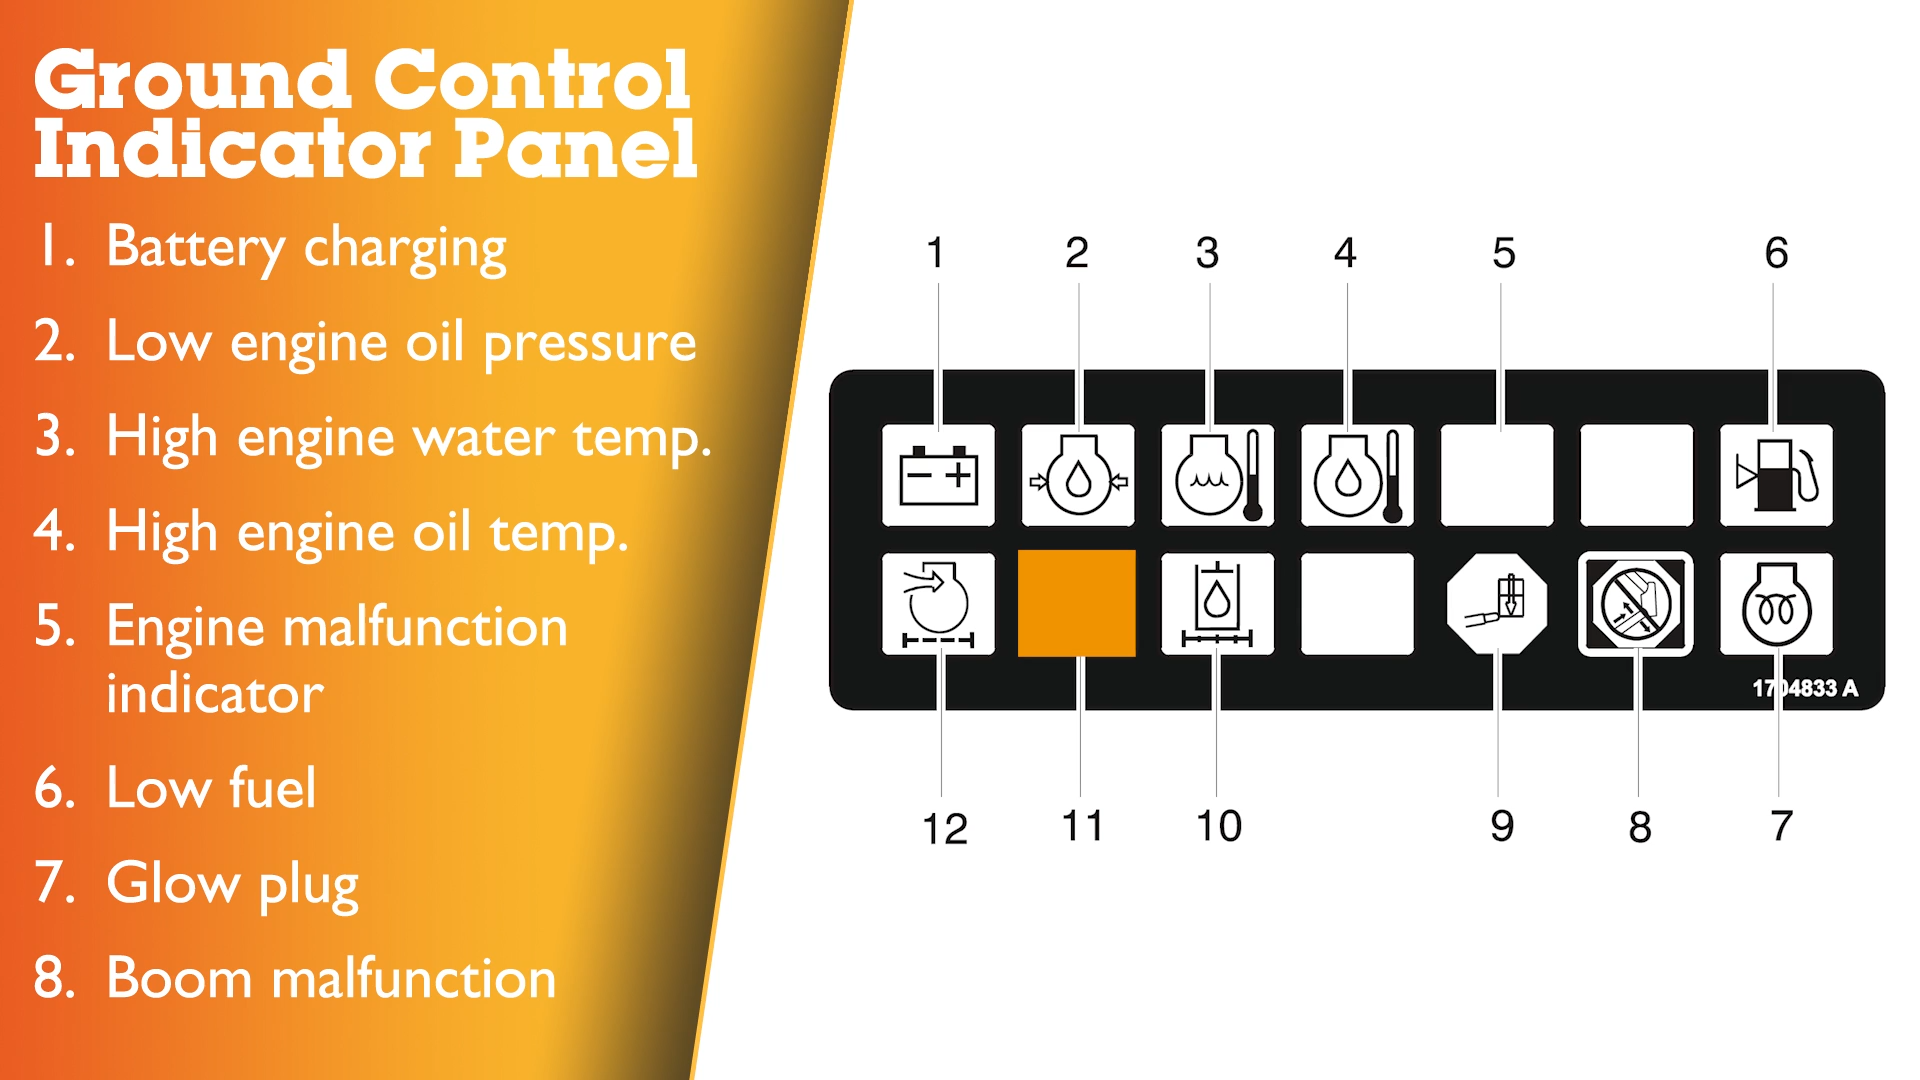 Ground Control
Indicator Panel
1. Battery charging
2. Low engine oil pressure
3. High engine water temp.
4. High engine oil temp.
5. Engine malfunction
indicator
6. Low fuel
7. Glow plug
8. Boom malfunction
1 2 3 4 5 6
1704833 A
12 11 10 9 8 7